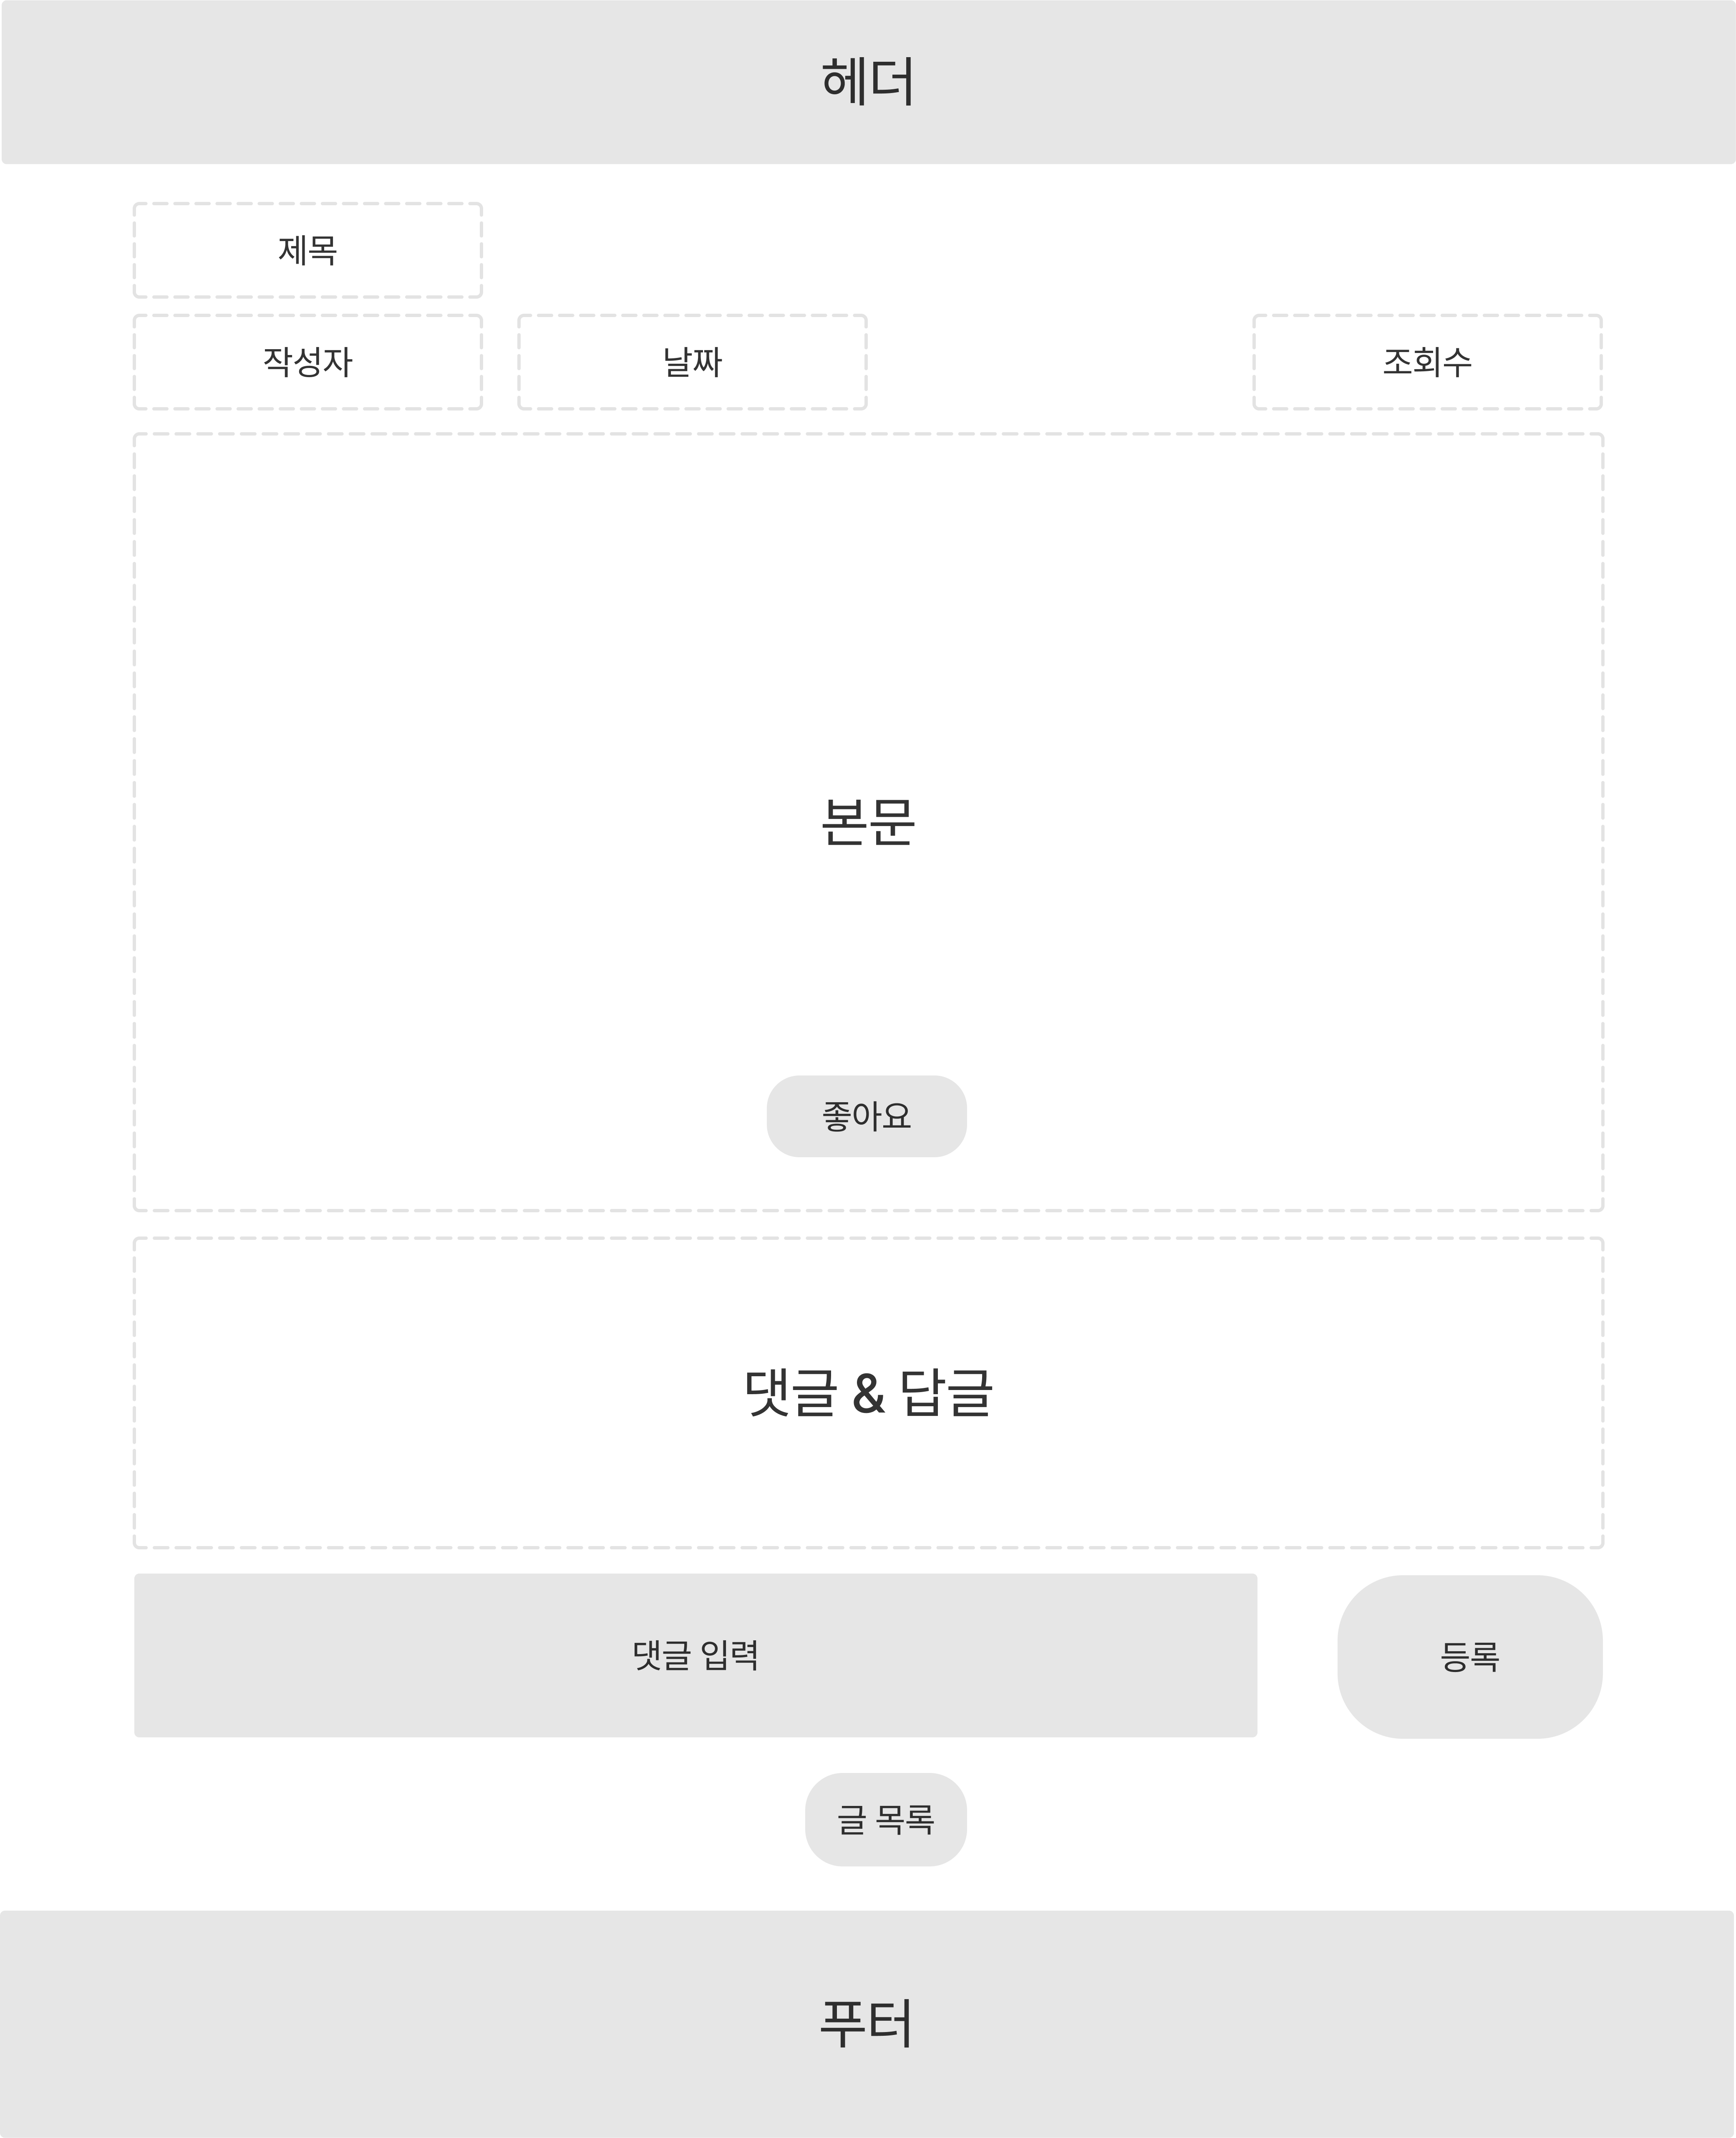 헤더
제목
작성자
날짜
조회수
본문
좋아요
댓글 & 답글
댓글 입력
등록
글 목록
푸터